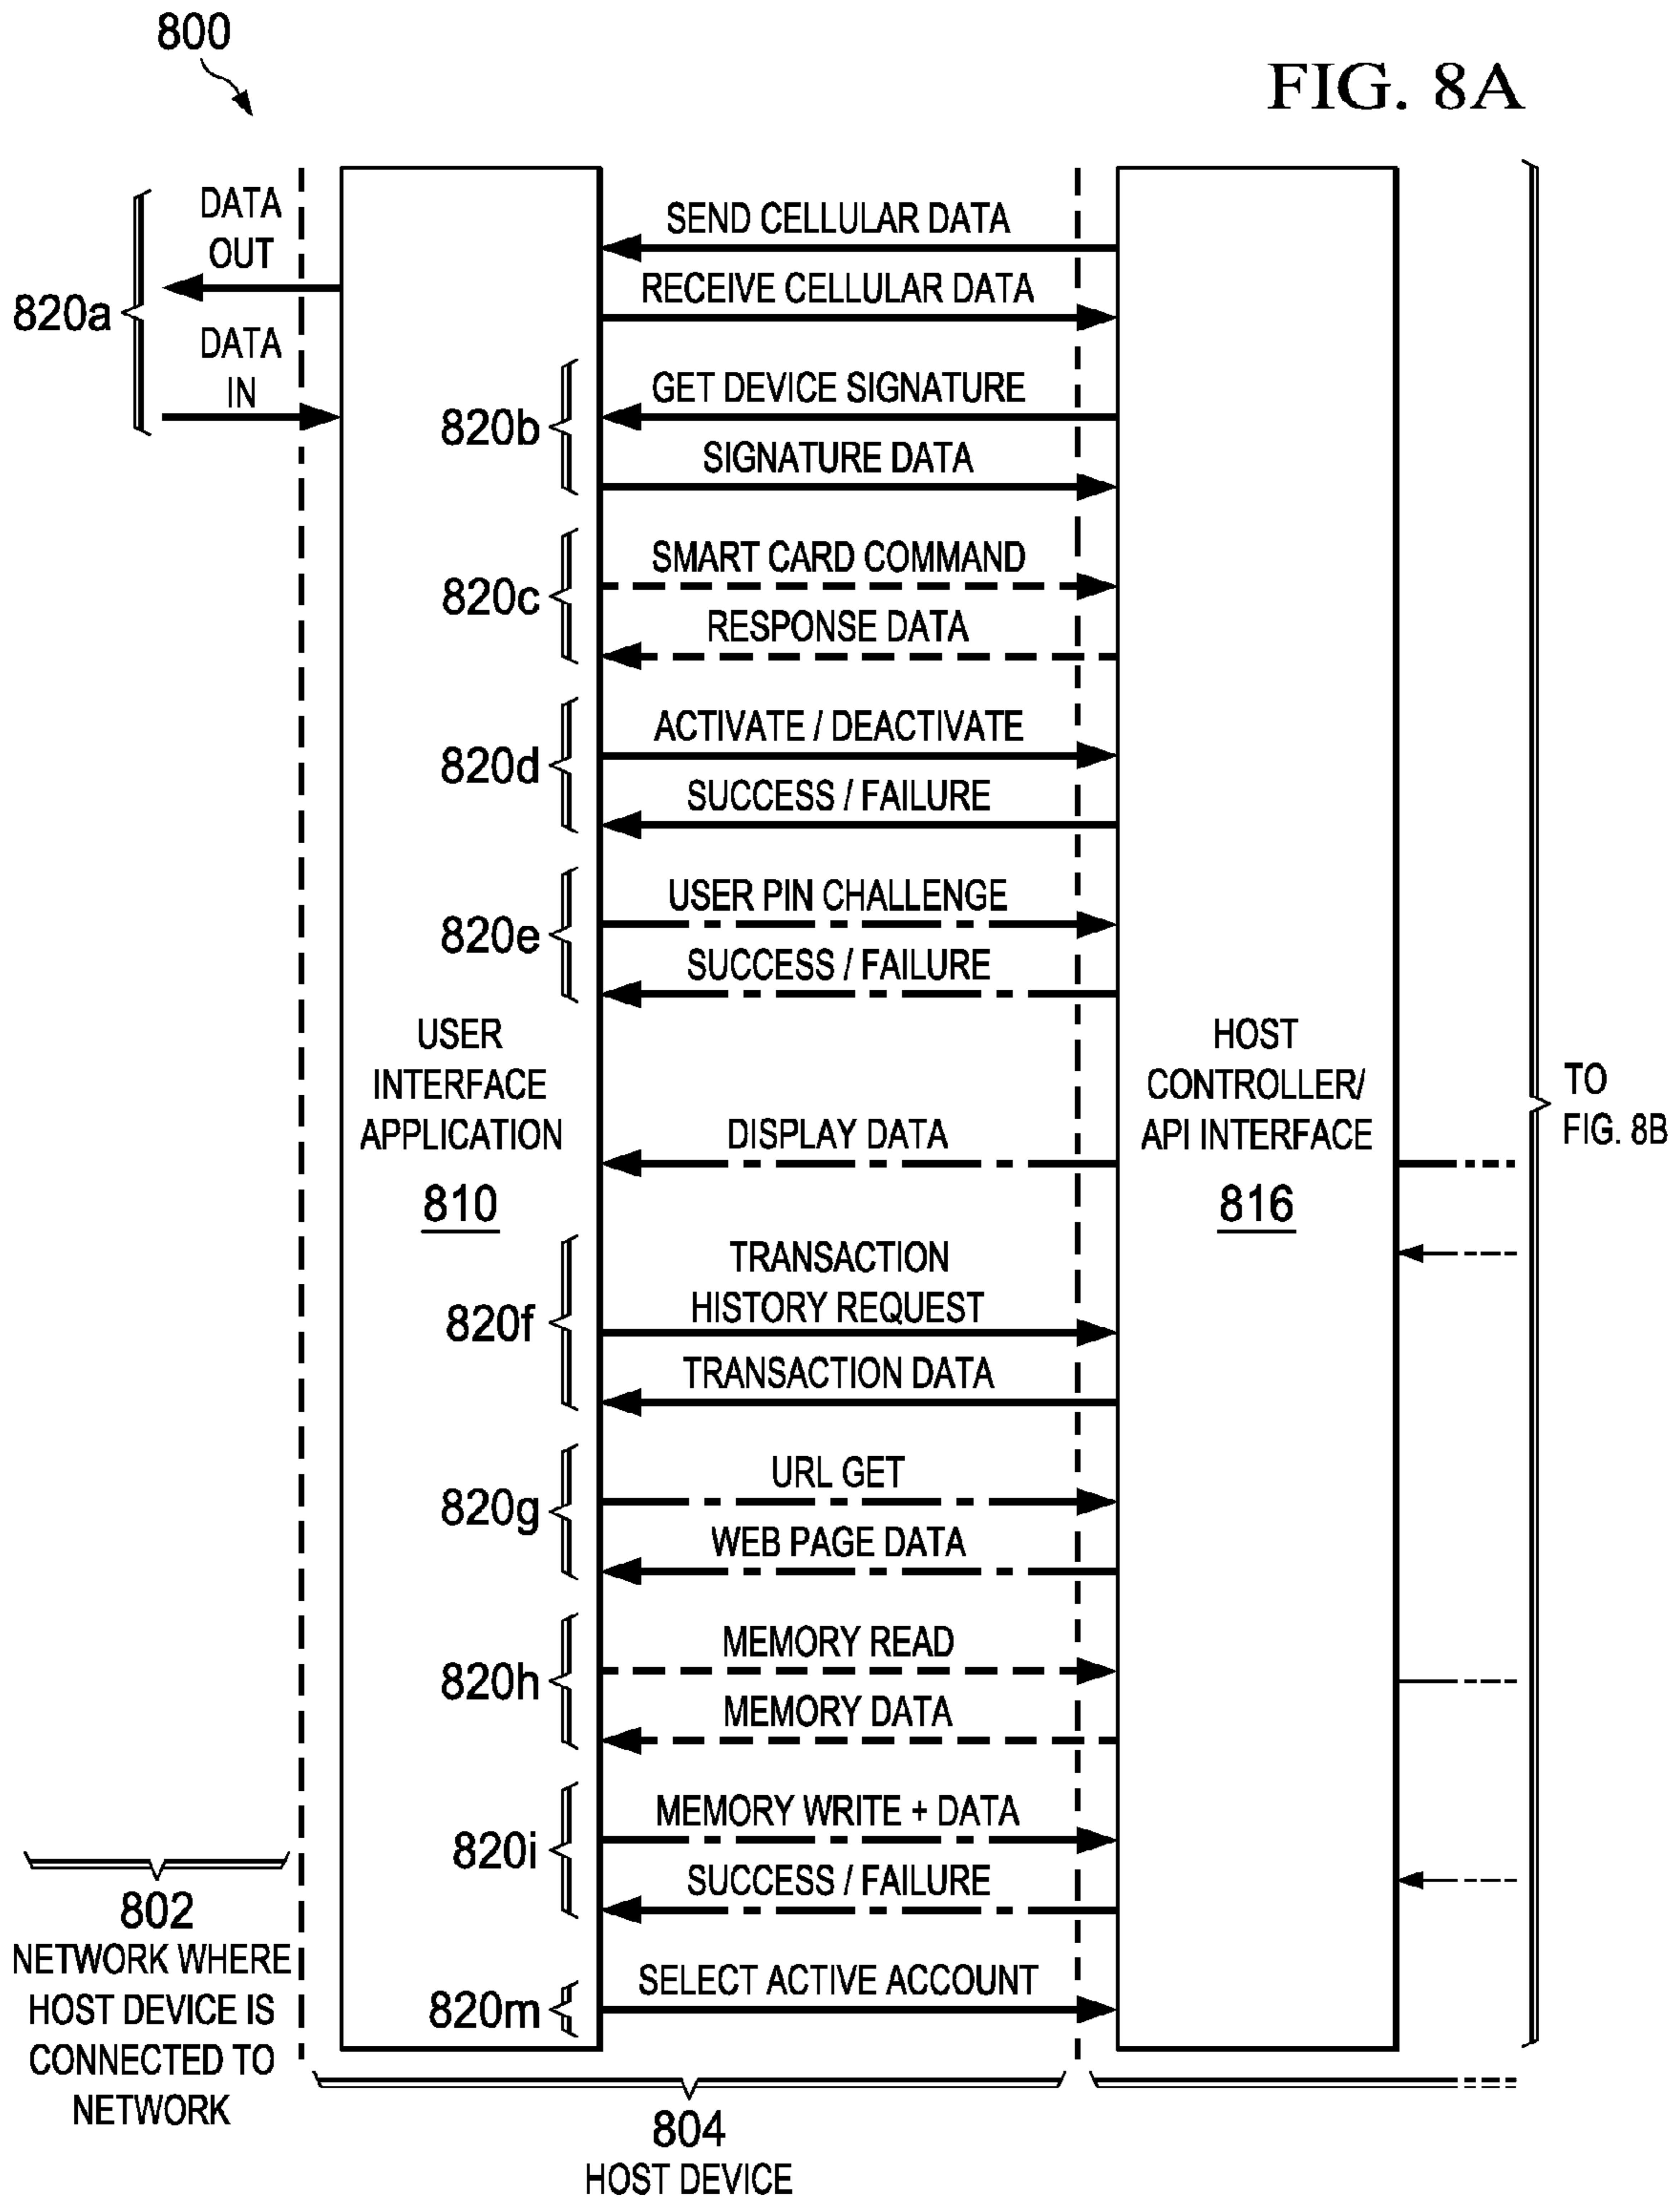 800
FIG. 8A
DATA
OUT
820a
DATA
IN
SEND CELLULAR DATA
RECEIVE CELLULAR DATA
820b
GET DEVICE SIGNATURE
SIGNATURE DATA
820c
SMART CARD COMMAND
RESPONSE DATA
820d
ACTIVATE / DEACTIVATE
SUCCESS / FAILURE
820e
USER PIN CHALLENGE
SUCCESS / FAILURE
USER
INTERFACE
APPLICATION
810
DISPLAY DATA
HOST
CONTROLLER/
API INTERFACE
816
TO
FIG. 8B
820f
TRANSACTION
HISTORY REQUEST
TRANSACTION DATA
820g
URL GET
WEB PAGE DATA
820h
MEMORY READ
MEMORY DATA
820i
MEMORY WRITE + DATA
SUCCESS / FAILURE
820m
SELECT ACTIVE ACCOUNT
802
NETWORK WHERE
HOST DEVICE IS
CONNECTED TO
NETWORK
804
HOST DEVICE